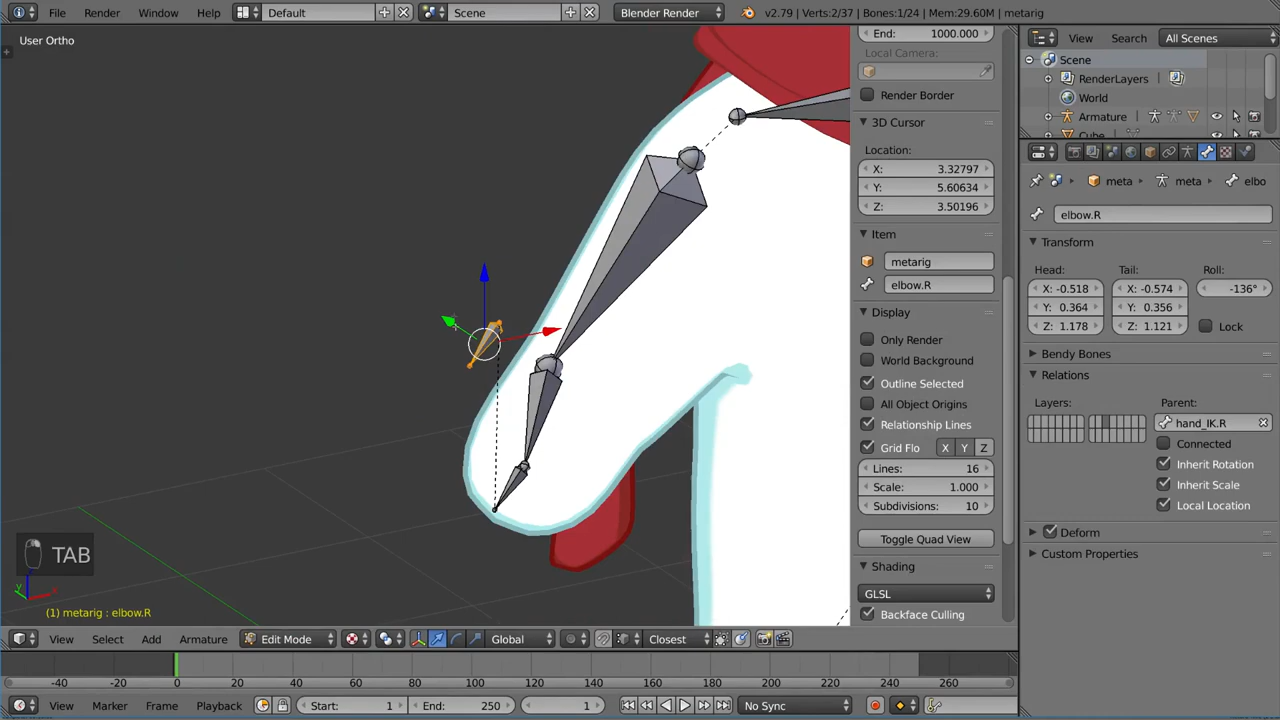 File Render Window Help Default Scene Blender Render v2.79 | Verts:2/37 | Bones:1/24 | Mem:29.60M | metarig
User Ortho
End: 1000.000
Local Camera:
Render Border
3D Cursor
Location:
X: 3.32797
Y: 5.60634
Z: 3.50196
Item
metarig
elbow.R
Display
Only Render
World Background
Outline Selected
All Object Origins
Relationship Lines
Grid Flo X Y Z
Lines: 16
Scale: 1.000
Subdivisions: 10
Toggle Quad View
Shading
GLSL
Backface Culling
View Search All Scenes
Scene
RenderLayers
World
Armature
Cube
meta meta elbo
elbow.R
Transform
Head: Tail: Roll:
X: -0.518 X: -0.574 -136°
Y: 0.364 Y: 0.356
Z: 1.178 Z: 1.121 Lock
Bendy Bones
Relations
Layers: Parent:
hand_IK.R
Connected
Inherit Rotation
Inherit Scale
Local Location
Deform
Custom Properties
TAB
(1) metarig : elbow.R
View Select Add Armature Edit Mode Global Closest
-40 -20 0 20 40 60 80 100 120 140 160 180 200 220 240 260
View Marker Frame Playback Start: 1 End: 250 1 No Sync